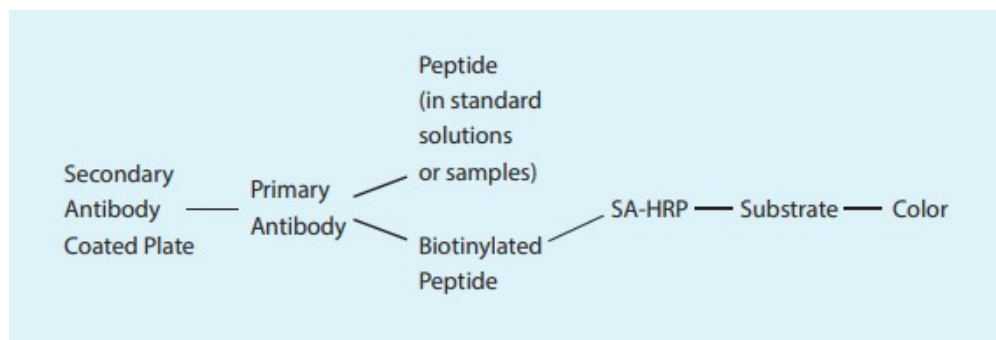 Peptide
(in standard
solutions
or samples)
Secondary
Antibody
Coated Plate
Primary
Antibody
Biotinylated
Peptide
SA-HRP
Substrate
Color